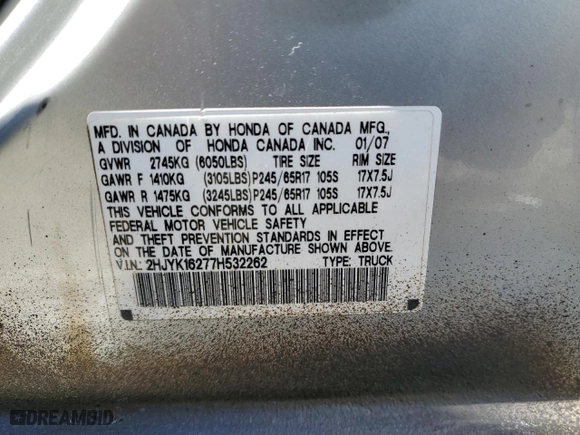 MFD. IN CANADA BY HONDA OF CANADA MFG.,
A DIVISION OF HONDA CANADA INC. 01/07
GVWR 2745KG (6050LBS) TIRE SIZE RIM SIZE
GAWR F 1410KG (3105LBS)P245/65R17 105S 17X7.5J
GAWR R 1475KG (3245LBS)P245/65R17 105S 17X7.5J
THIS VEHICLE CONFORMS TO ALL APPLICABLE
FEDERAL MOTOR VEHICLE SAFETY
AND THEFT PREVENTION STANDARDS IN EFFECT
ON THE DATE OF MANUFACTURE SHOWN ABOVE.
V.I.N.: 2HJYK16277H532262 TYPE: TRUCK
DREAMBID